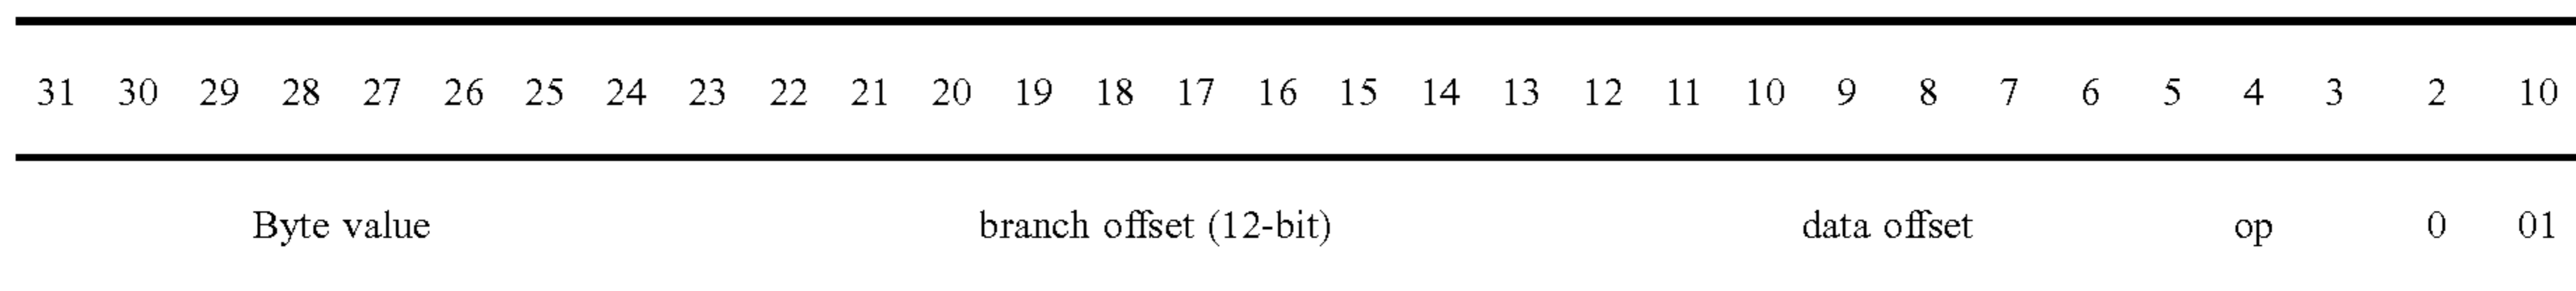 31 30 29 28 27 26 25 24 23 22 21 20 19 18 17 16 15 14 13 12 11 10 9 8 7 6 5 4 3 2 10
Byte value branch offset (12-bit) data offset op 0 01